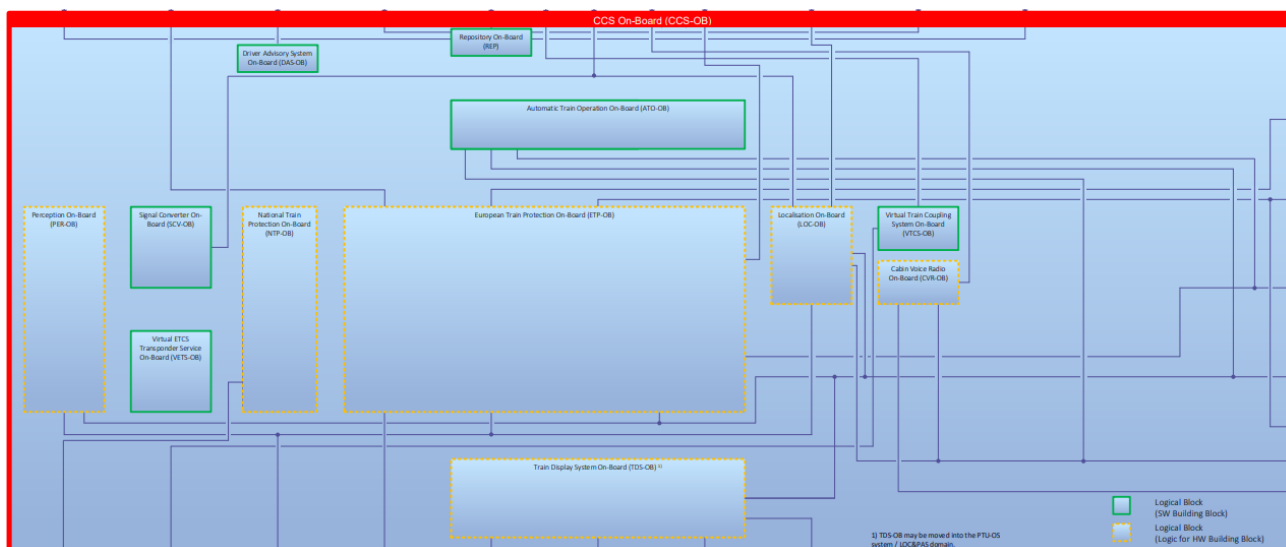 CCS On-Board (CCS-OB)
Repository On-Board
(REP)
Driver Advisory System
On-Board (DAS-OB)
Automatic Train Operation On-Board (ATO-OB)
Perception On-Board
(PER-OB)
Signal Converter On-
Board (SCV-OB)
National Train
Protection On-Board
(NTP-OB)
European Train Protection On-Board (ETP-OB)
Localisation On-Board
(LOC-OB)
Virtual Train Coupling
System On-Board
(VTCS-OB)
Cabin Voice Radio
On-Board (CVR-OB)
Virtual ETCS
Transponder Service
On-Board (VETS-OB)
Train Display System On-Board (TDS-OB) 1)
Logical Block
(SW Building Block)
Logical Block
(Logic for HW Building Block)
1) TDS-OB may be moved into the PTU-OS
system / LOC&PAS domain.